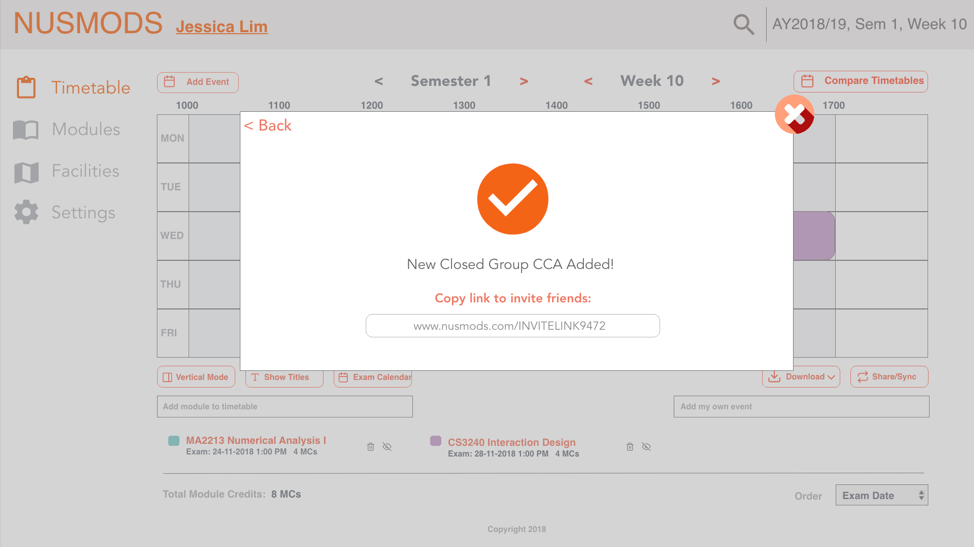 NUSMODS Jessica Lim AY2018/19, Sem 1, Week 10
Timetable
Modules
Facilities
Settings
Add Event < Semester 1 > < Week 10 > Compare Timetables
1000 1100 1200 1300 1400 1500 1600 1700
MON
TUE
WED
THU
FRI
< Back
New Closed Group CCA Added!
Copy link to invite friends:
www.nusmods.com/INVITELINK9472
Vertical Mode Show Titles Exam Calendar Download Share/Sync
Add module to timetable Add my own event
MA2213 Numerical Analysis I
Exam: 24-11-2018 1:00 PM 4 MCs
CS3240 Interaction Design
Exam: 28-11-2018 1:00 PM 4 MCs
Total Module Credits: 8 MCs
Order Exam Date
Copyright 2018